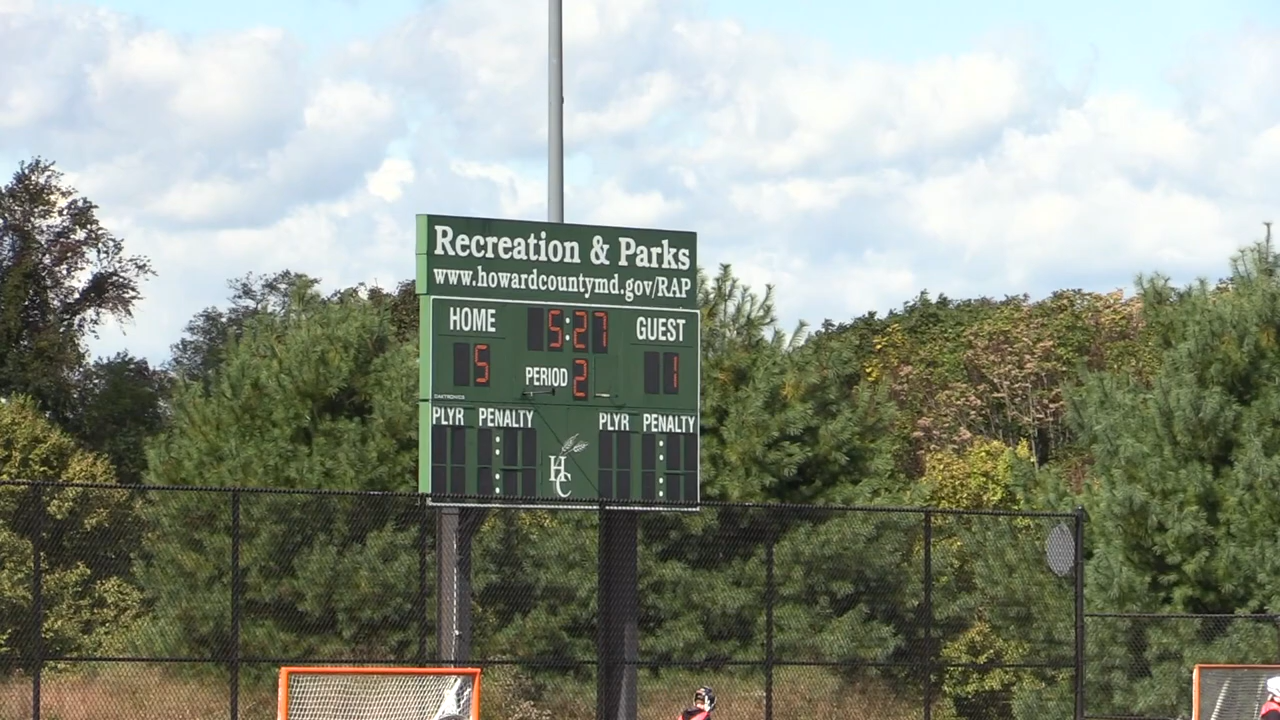 Recreation & Parks
www.howardcountymd.gov/RAP
HOME 5:27 GUEST
5 PERIOD 2 1
DAKTRONICS
PLYR PENALTY PLYR PENALTY
HC